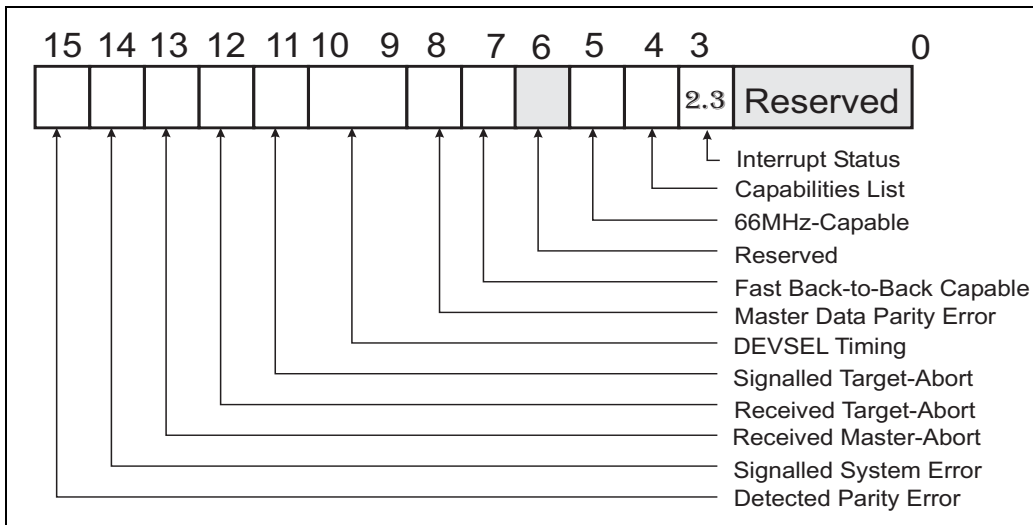 15 14 13 12 11 10 9 8 7 6 5 4 3 0
2.3 Reserved
Interrupt Status
Capabilities List
66MHz-Capable
Reserved
Fast Back-to-Back Capable
Master Data Parity Error
DEVSEL Timing
Signalled Target-Abort
Received Target-Abort
Received Master-Abort
Signalled System Error
Detected Parity Error